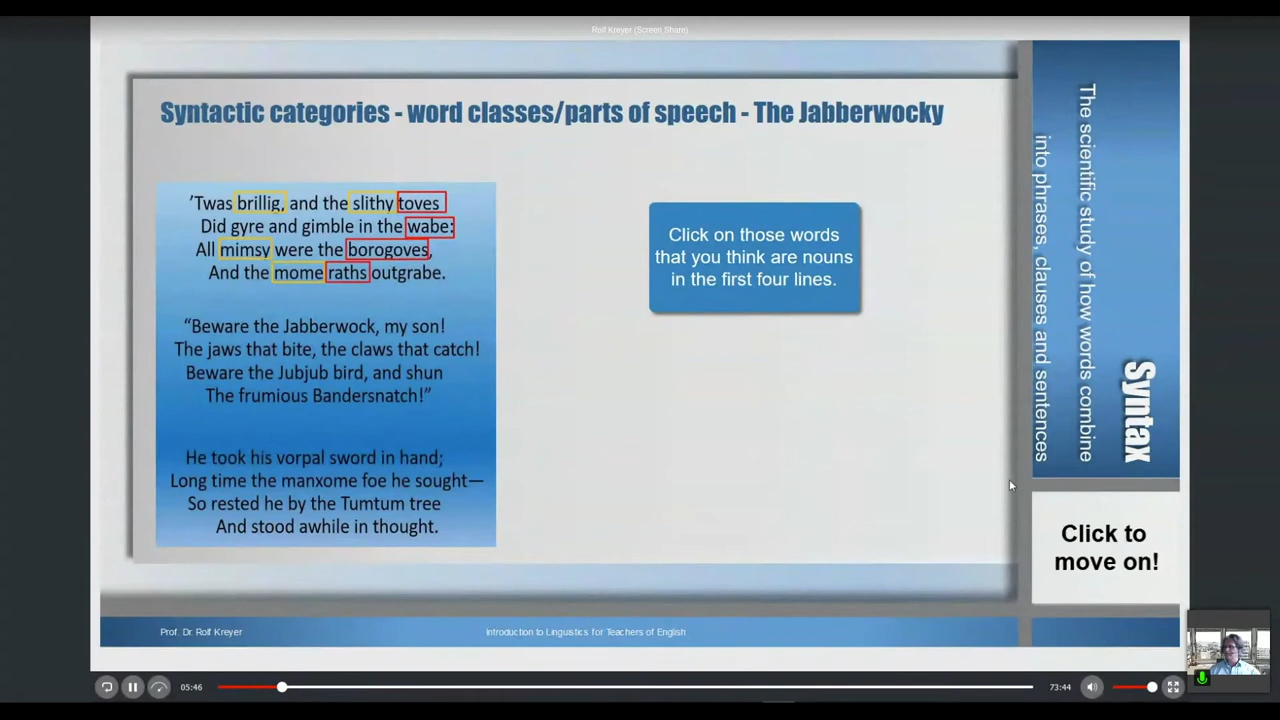 Rolf Kreyer (Screen Share)
Syntactic categories - word classes/parts of speech - The Jabberwocky
’Twas brillig, and the slithy toves
Did gyre and gimble in the wabe:
All mimsy were the borogoves,
And the mome raths outgrabe.
“Beware the Jabberwock, my son!
The jaws that bite, the claws that catch!
Beware the Jubjub bird, and shun
The frumious Bandersnatch!”
He took his vorpal sword in hand;
Long time the manxome foe he sought—
So rested he by the Tumtum tree
And stood awhile in thought.
Click on those words
that you think are nouns
in the first four lines.
Syntax
The scientific study of how words combine
into phrases, clauses and sentences
Click to
move on!
Prof. Dr. Rolf Kreyer
Introduction to Linguistics for Teachers of English
05:46
73:44